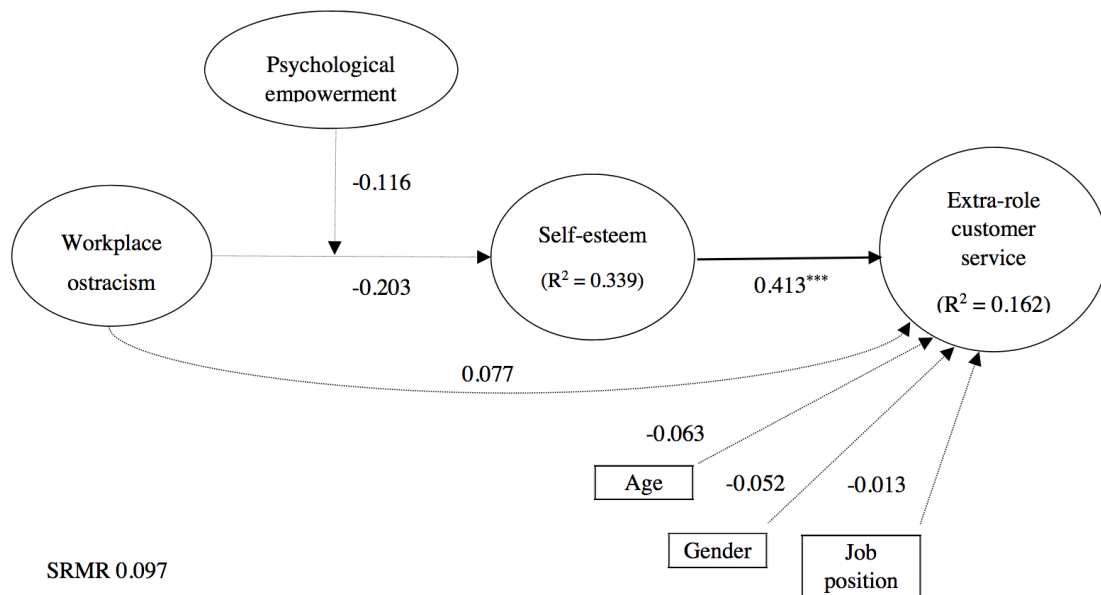 Psychological
empowerment
-0.116
Workplace
ostracism
-0.203
Self-esteem
(R² = 0.339)
0.413***
Extra-role
customer
service
(R² = 0.162)
0.077
-0.063
Age
-0.052
Gender
-0.013
Job
position
SRMR 0.097